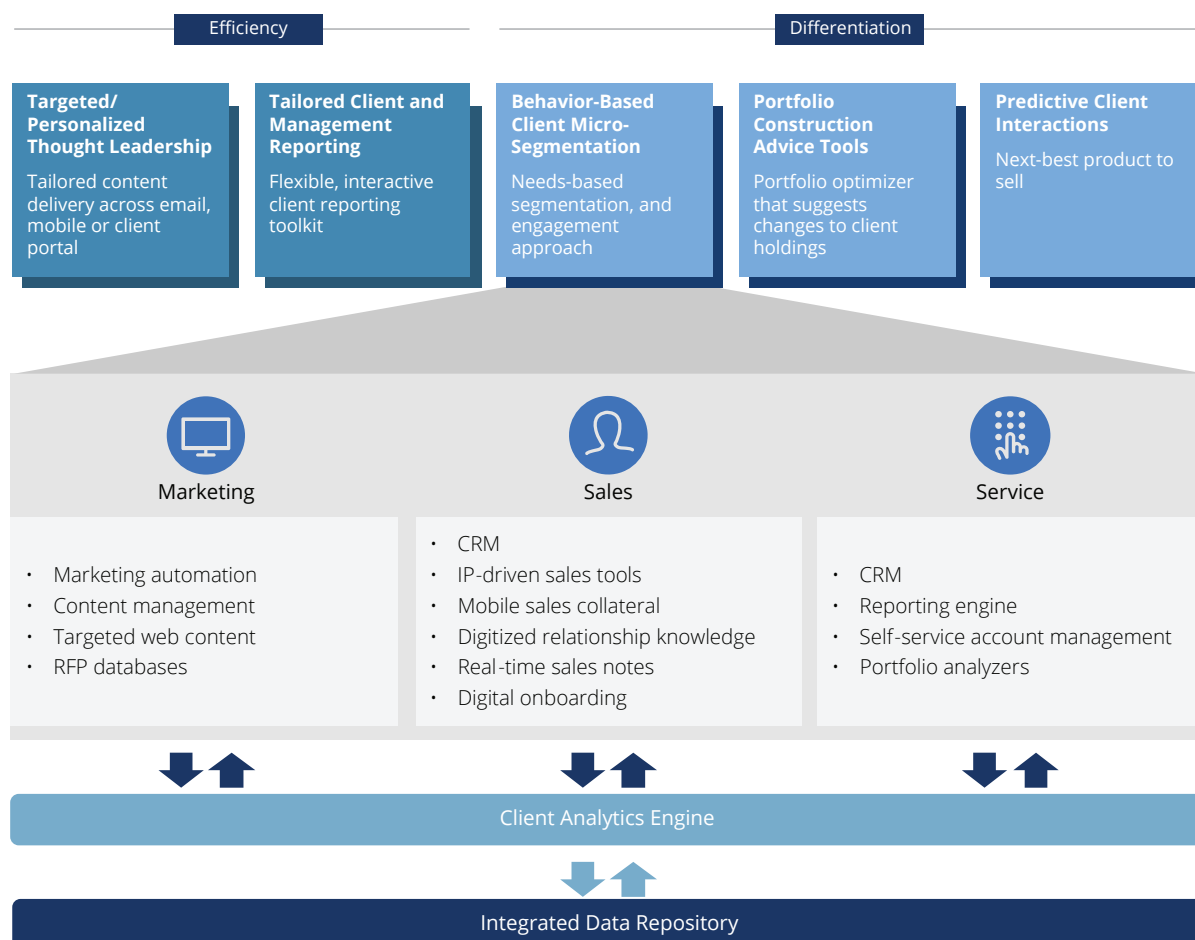 Efficiency
Differentiation
Targeted/
Personalized
Thought Leadership
Tailored content
delivery across email,
mobile or client
portal
Tailored Client and
Management
Reporting
Flexible, interactive
client reporting
toolkit
Behavior-Based
Client Micro-
Segmentation
Needs-based
segmentation, and
engagement
approach
Portfolio
Construction
Advice Tools
Portfolio optimizer
that suggests
changes to client
holdings
Predictive Client
Interactions
Next-best product to
sell
Marketing
• Marketing automation
• Content management
• Targeted web content
• RFP databases
Sales
• CRM
• IP-driven sales tools
• Mobile sales collateral
• Digitized relationship knowledge
• Real-time sales notes
• Digital onboarding
Service
• CRM
• Reporting engine
• Self-service account management
• Portfolio analyzers
Client Analytics Engine
Integrated Data Repository